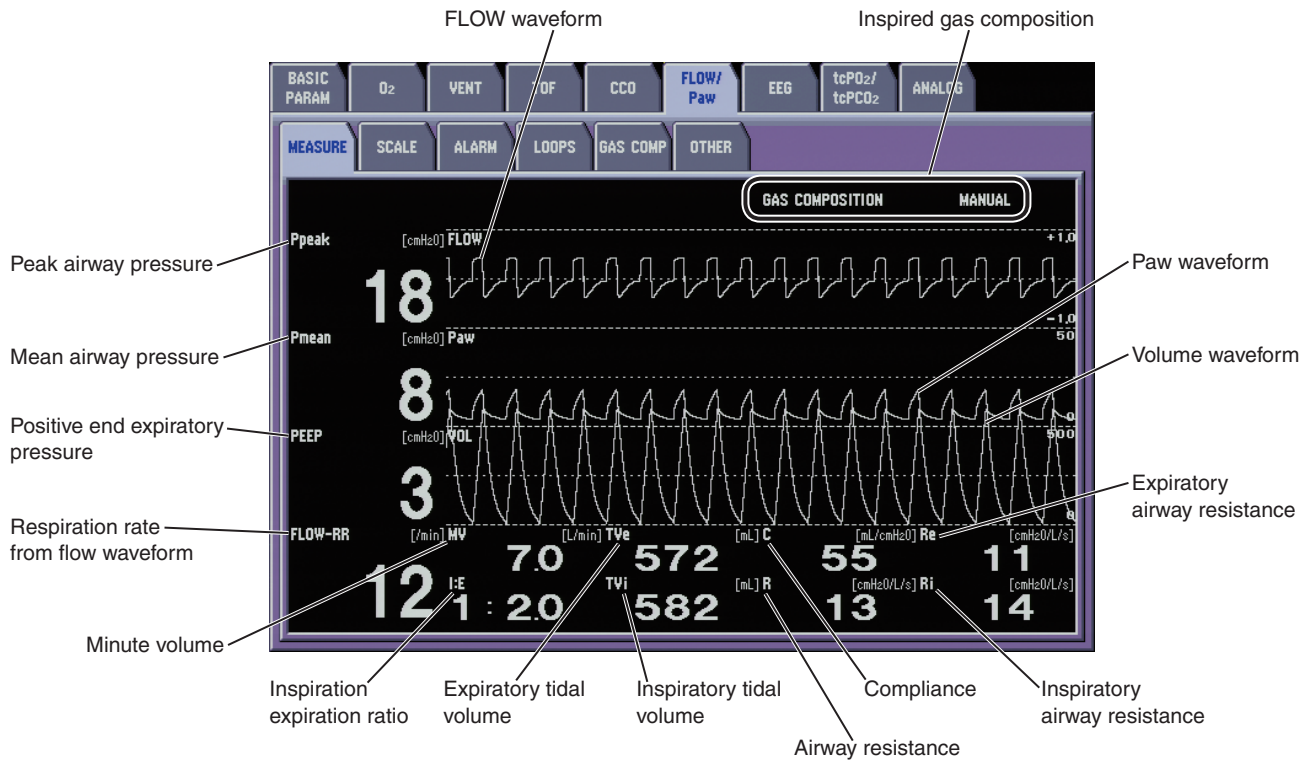 FLOW waveform
Inspired gas composition
BASIC PARAM
O2
VENT
TOF
CCO
FLOW/ Paw
EEG
tcPO2/ tcPCO2
ANALOG
MEASURE
SCALE
ALARM
LOOPS
GAS COMP
OTHER
GAS COMPOSITION MANUAL
Ppeak [cmH2O] FLOW +1.0
Peak airway pressure
Paw waveform
18
-1.0
Pmean [cmH2O] Paw 50
Mean airway pressure
Volume waveform
8
0
Positive end expiratory
pressure
PEEP [cmH2O] VOL 500
3
Expiratory
airway resistance
0
Respiration rate
from flow waveform
FLOW-RR [/min] MV [L/min] TVe [mL] C [mL/cmH2O] Re [cmH2O/L/s]
7.0 572 55 11
12
I:E TVi [mL] R [cmH2O/L/s] Ri [cmH2O/L/s]
1 : 2.0 582 13 14
Minute volume
Inspiration
expiration ratio
Expiratory tidal
volume
Inspiratory tidal
volume
Compliance
Inspiratory
airway resistance
Airway resistance